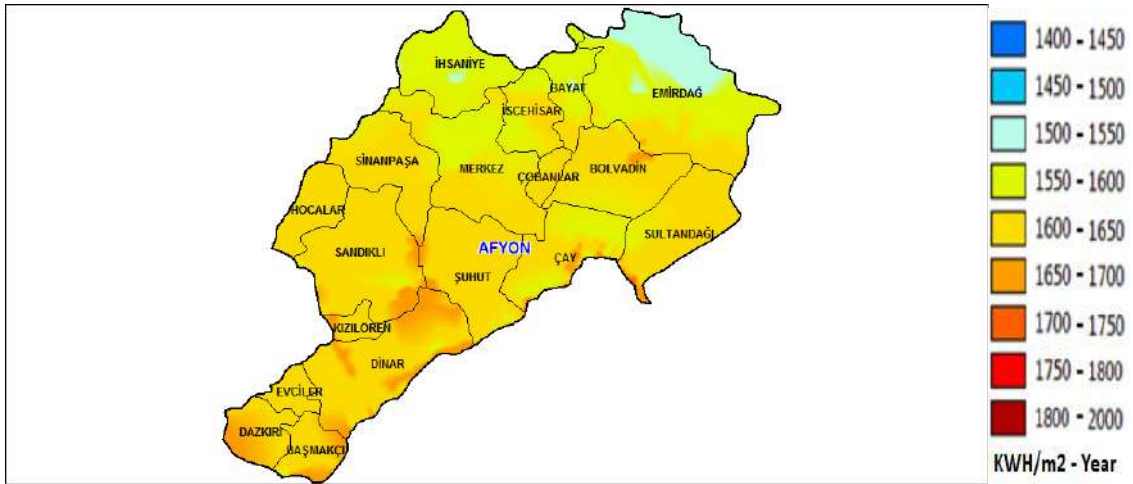 İHSANİYE
BAYAT
EMİRDAĞ
İSCEHİSAR
SİNANPAŞA
MERKEZ
ÇOBANLAR
BOLVADİN
HOCALAR
SULTANDAĞI
SANDIKLI
AFYON
ÇAY
ŞUHUT
KIZILÖREN
DİNAR
EVCİLER
DAZKIRI
BAŞMAKÇI
1400 - 1450
1450 - 1500
1500 - 1550
1550 - 1600
1600 - 1650
1650 - 1700
1700 - 1750
1750 - 1800
1800 - 2000
KWH/m2 - Year